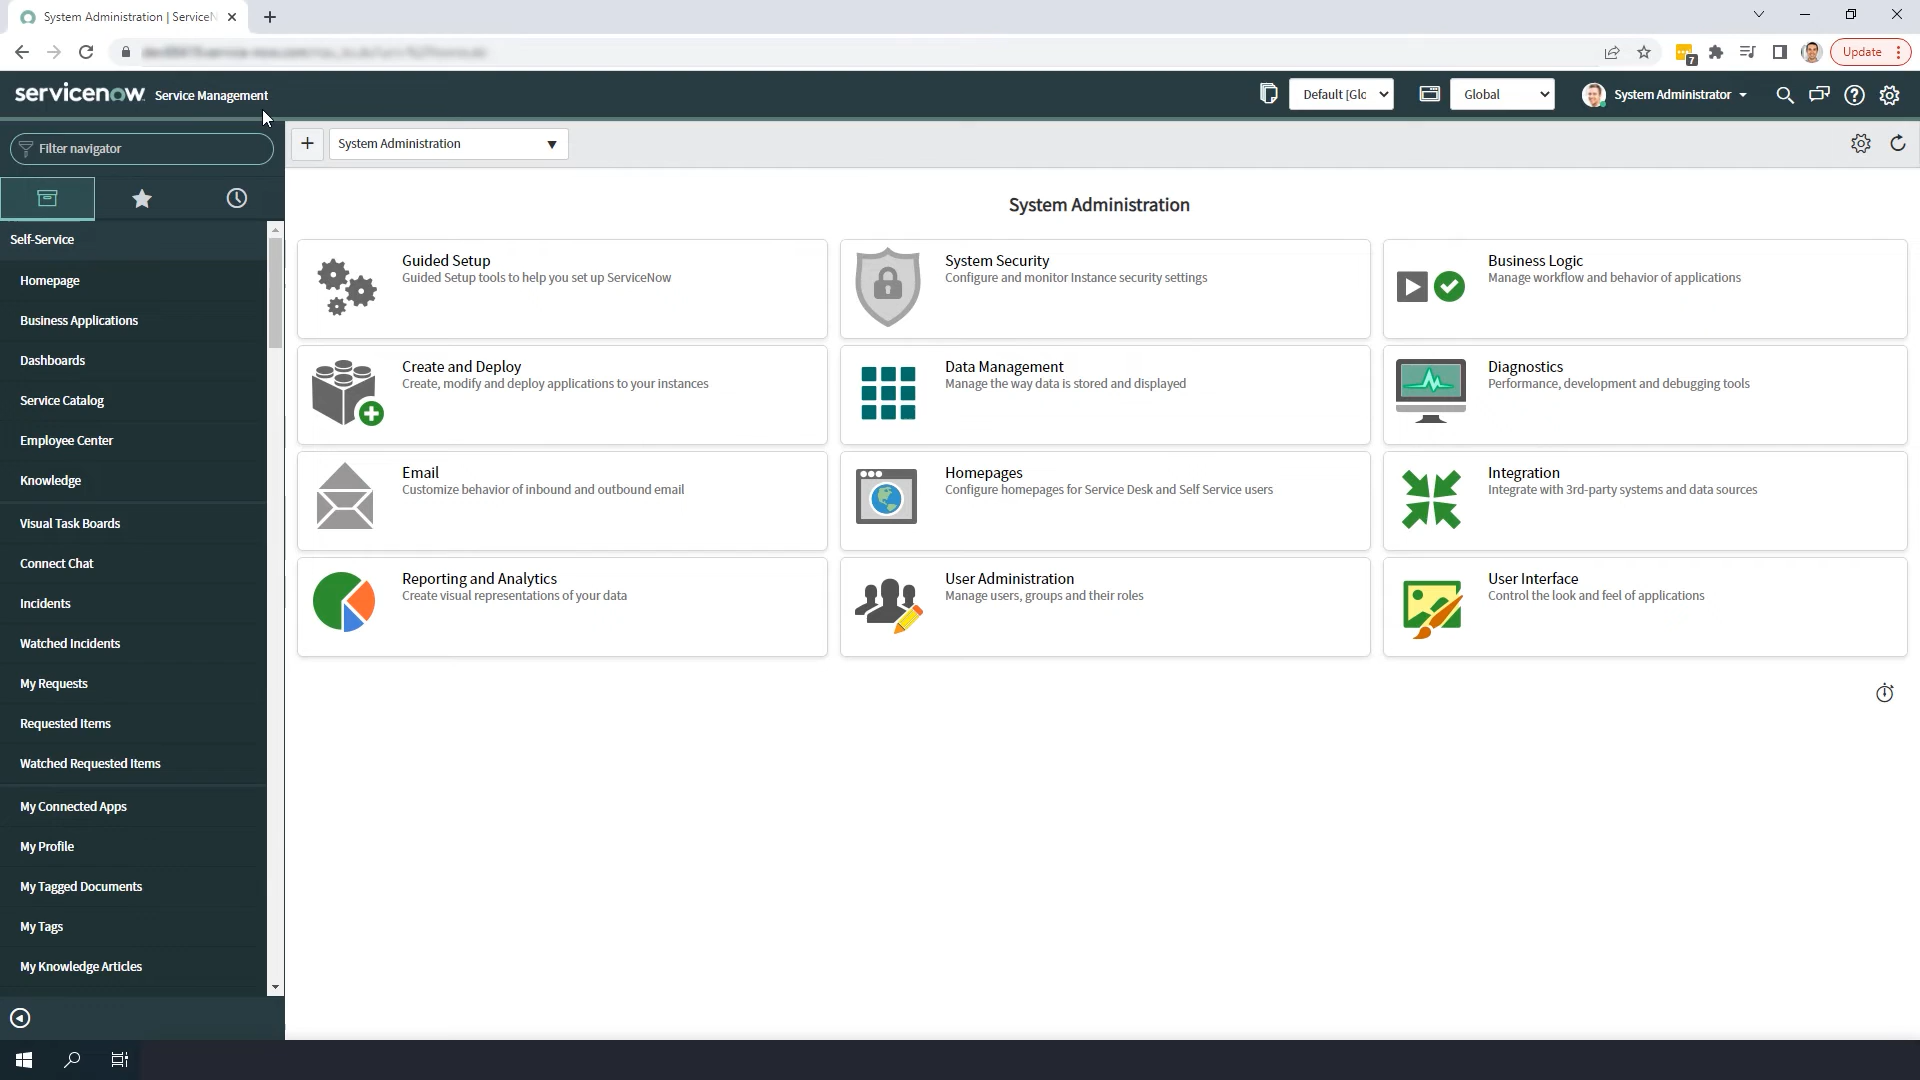 System Administration | ServiceN
Update
7
servicenow Service Management
Default [Glc
Global
System Administrator
Filter navigator
System Administration
Self-Service
Homepage
Business Applications
Dashboards
Service Catalog
Employee Center
Knowledge
Visual Task Boards
Connect Chat
Incidents
Watched Incidents
My Requests
Requested Items
Watched Requested Items
My Connected Apps
My Profile
My Tagged Documents
My Tags
My Knowledge Articles
System Administration
Guided Setup
Guided Setup tools to help you set up ServiceNow
System Security
Configure and monitor Instance security settings
Business Logic
Manage workflow and behavior of applications
Create and Deploy
Create, modify and deploy applications to your instances
Data Management
Manage the way data is stored and displayed
Diagnostics
Performance, development and debugging tools
Email
Customize behavior of inbound and outbound email
Homepages
Configure homepages for Service Desk and Self Service users
Integration
Integrate with 3rd-party systems and data sources
Reporting and Analytics
Create visual representations of your data
User Administration
Manage users, groups and their roles
User Interface
Control the look and feel of applications